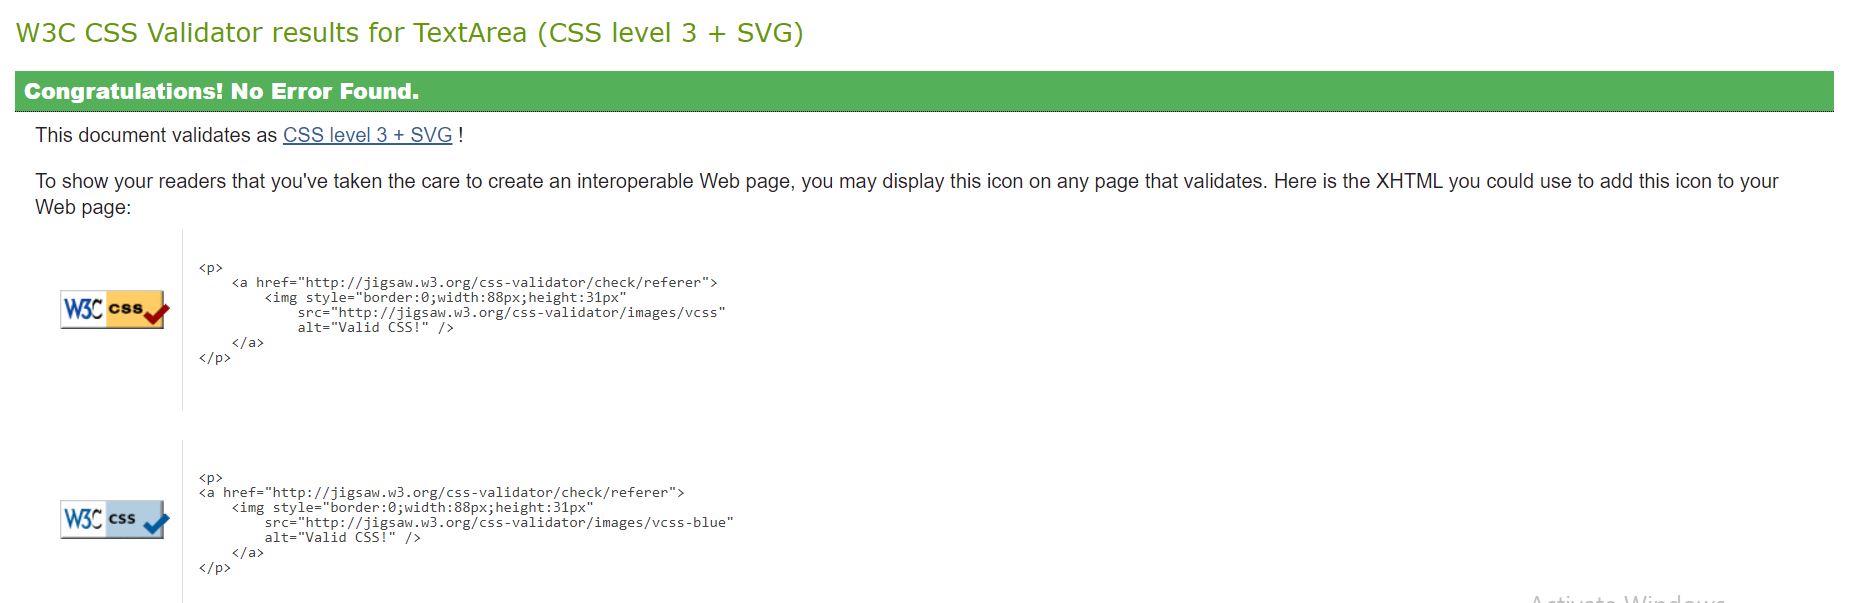 W3C CSS Validator results for TextArea (CSS level 3 + SVG)
Congratulations! No Error Found.
This document validates as CSS level 3 + SVG !
To show your readers that you've taken the care to create an interoperable Web page, you may display this icon on any page that validates. Here is the XHTML you could use to add this icon to your
Web page:
W3C css
<p>
<a href="http://jigsaw.w3.org/css-validator/check/referer">
<img style="border:0;width:88px;height:31px"
src="http://jigsaw.w3.org/css-validator/images/vcss"
alt="Valid CSS!" />
</a>
</p>
W3C css
<p>
<a href="http://jigsaw.w3.org/css-validator/check/referer">
<img style="border:0;width:88px;height:31px"
src="http://jigsaw.w3.org/css-validator/images/vcss-blue"
alt="Valid CSS!" />
</a>
</p>
Activate Windows